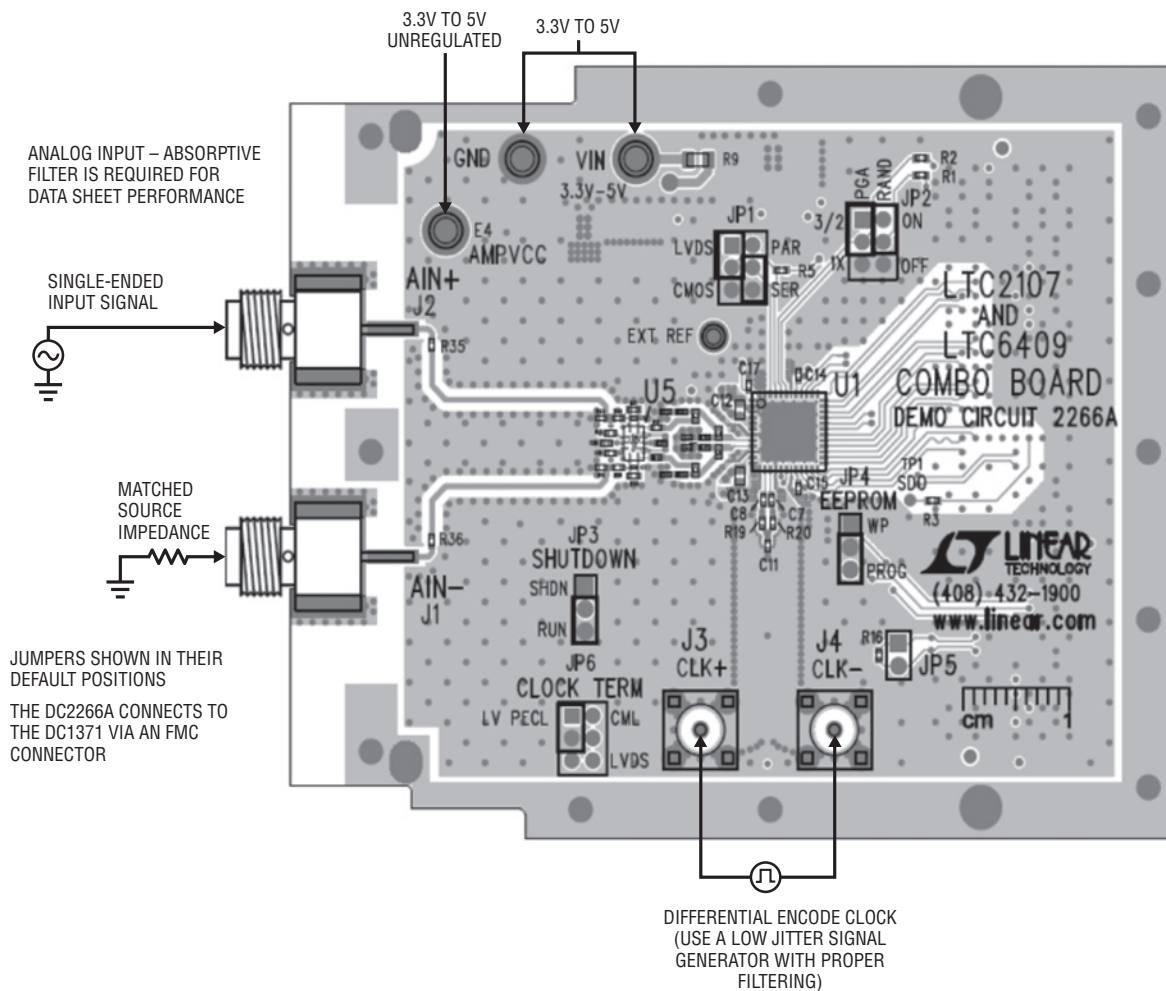 3.3V TO 5V
UNREGULATED
3.3V TO 5V
ANALOG INPUT – ABSORPTIVE
FILTER IS REQUIRED FOR
DATA SHEET PERFORMANCE
SINGLE-ENDED
INPUT SIGNAL
MATCHED
SOURCE
IMPEDANCE
JUMPERS SHOWN IN THEIR
DEFAULT POSITIONS
THE DC2266A CONNECTS TO
THE DC1371 VIA AN FMC
CONNECTOR
GND
VIN
3.3V-5V
R9
E4
AMPVCC
AIN+
J2
R35
JP1
LVDS
PAR
CMOS
SER
R5
PGA
RAND
JP2
3/2
ON
1X
OFF
R2
R1
EXT REF
LTC2107
AND
LTC6409
COMBO BOARD
DEMO CIRCUIT 2266A
U5
C17
C14
U1
C12
C13
C15
C8
C7
R19
R20
C11
JP4
EEPROM
WP
PROG
TP1
SDO
R3
LINEAR
TECHNOLOGY
(408) 432-1900
www.linear.com
R36
AIN-
J1
JP3
SHUTDOWN
SHDN
RUN
JP6
CLOCK TERM
LV PECL
CML
LVDS
J3
CLK+
J4
CLK-
R16
JP5
cm
1
DIFFERENTIAL ENCODE CLOCK
(USE A LOW JITTER SIGNAL
GENERATOR WITH PROPER
FILTERING)